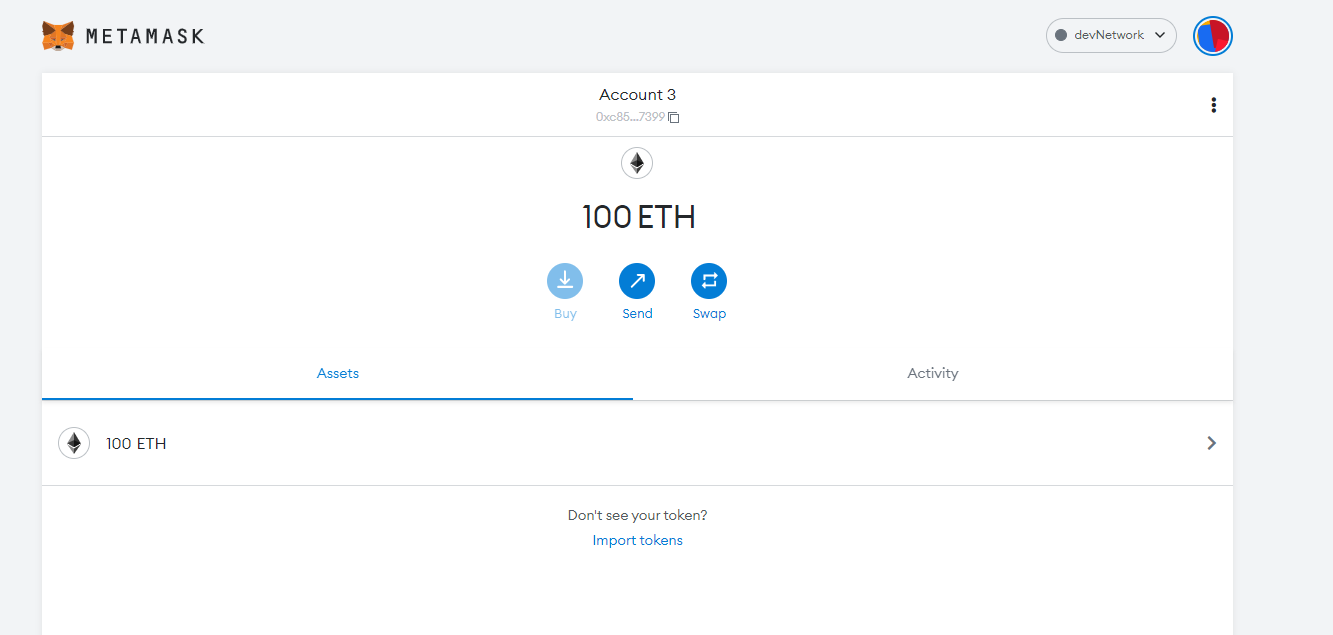 METAMASK
devNetwork
Account 3
0xc85...7399
100 ETH
Buy
Send
Swap
Assets
Activity
100 ETH
Don't see your token?
Import tokens